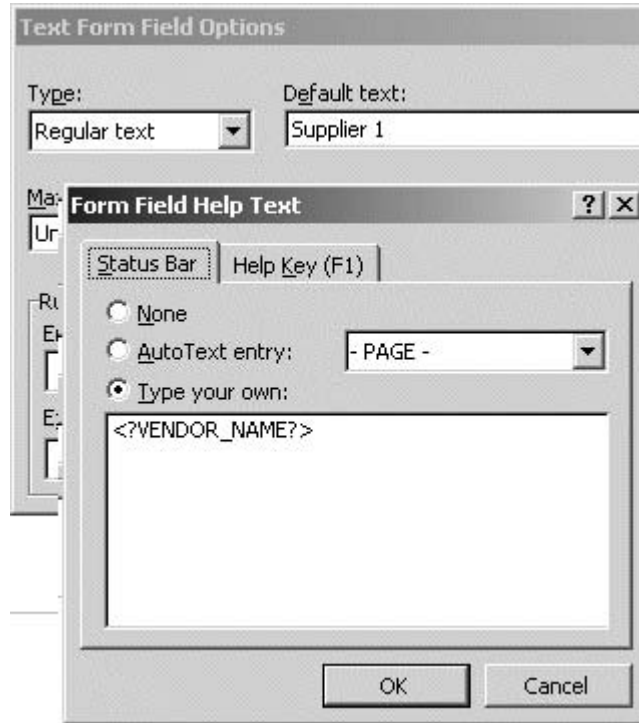 Text Form Field Options
Type:
Default text:
Regular text
Supplier 1
Form Field Help Text
Status Bar
Help Key (F1)
None
AutoText entry:
- PAGE -
Type your own:
<?VENDOR_NAME?>
OK
Cancel